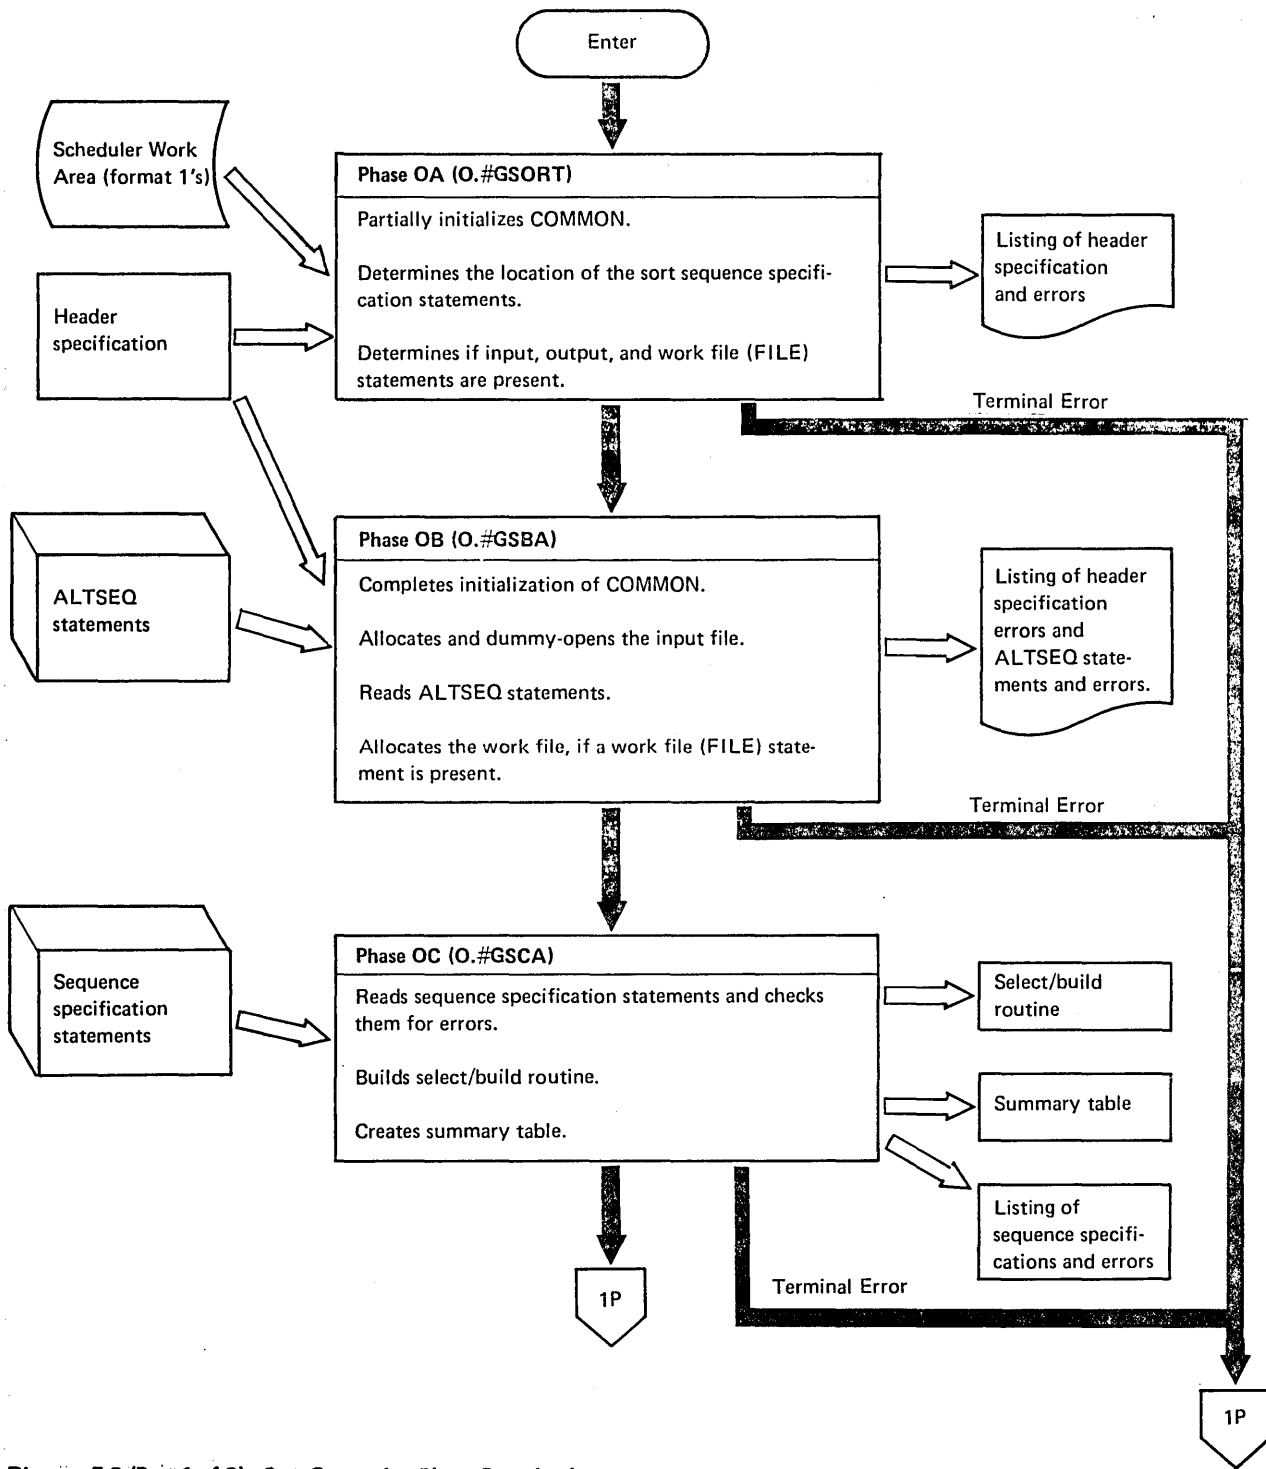 Enter
Scheduler Work
Area (format 1's)
Phase OA (O.#GSORT)
Partially initializes COMMON.
Determines the location of the sort sequence specifi-
cation statements.
Determines if input, output, and work file (FILE)
statements are present.
Listing of header
specification
and errors
Header
specification
Terminal Error
Phase OB (O.#GSBA)
Completes initialization of COMMON.
Allocates and dummy-opens the input file.
Reads ALTSEQ statements.
Allocates the work file, if a work file (FILE) state-
ment is present.
ALTSEQ
statements
Listing of header
specification
errors and
ALTSEQ state-
ments and errors.
Terminal Error
Phase OC (O.#GSCA)
Reads sequence specification statements and checks
them for errors.
Builds select/build routine.
Creates summary table.
Sequence
specification
statements
Select/build
routine
Summary table
Listing of
sequence specifi-
cations and errors
Terminal Error
1P
1P